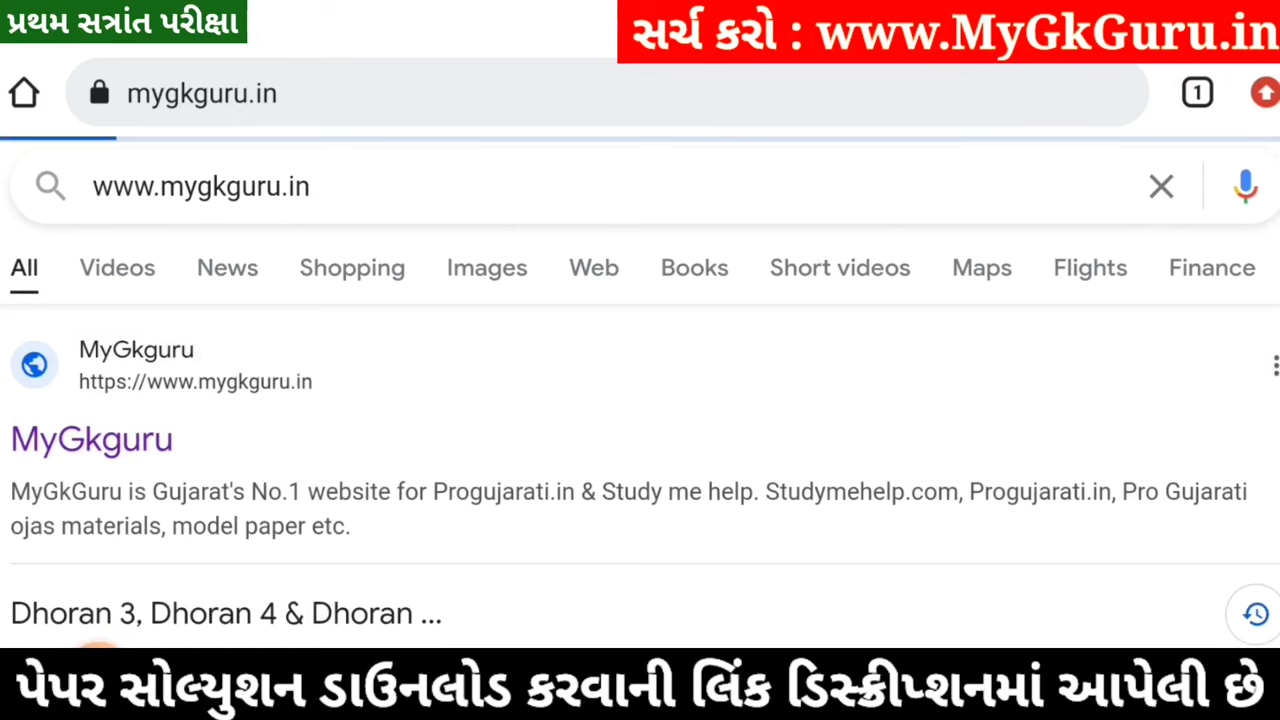 પ્રથમ સત્રાંત પરીક્ષા
સર્ચ કરો : www.MyGkGuru.in
mygkguru.in
1
www.mygkguru.in
All Videos News Shopping Images Web Books Short videos Maps Flights Finance
MyGkguru
https://www.mygkguru.in
MyGkguru
MyGkGuru is Gujarat's No.1 website for Progujarati.in & Study me help. Studymehelp.com, Progujarati.in, Pro Gujarati
ojas materials, model paper etc.
Dhoran 3, Dhoran 4 & Dhoran ...
પેપર સોલ્યુશન ડાઉનલોડ કરવાની લિંક ડિસ્ક્રીપ્શનમાં આપેલી છે